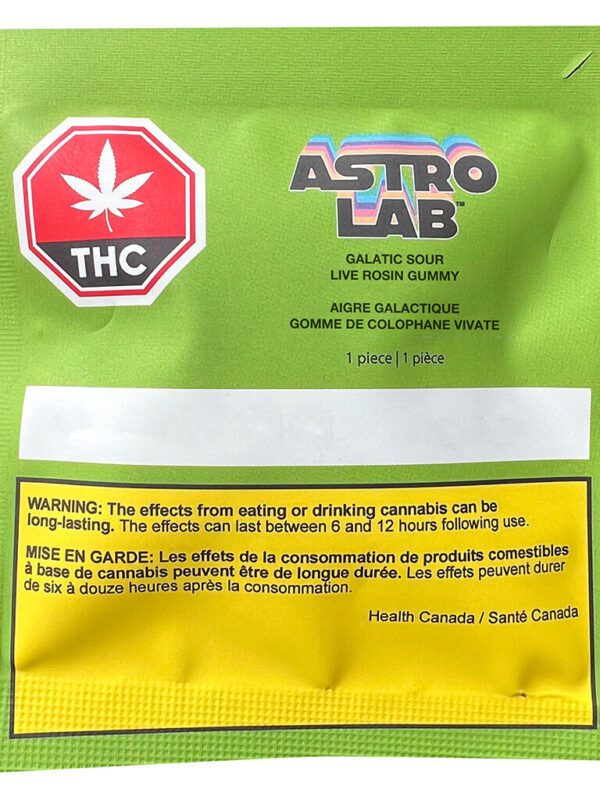 THC
ASTRO
LAB™
GALATIC SOUR
LIVE ROSIN GUMMY
AIGRE GALACTIQUE
GOMME DE COLOPHANE VIVATE
1 piece | 1 pièce
WARNING: The effects from eating or drinking cannabis can be
long-lasting. The effects can last between 6 and 12 hours following use.
MISE EN GARDE: Les effets de la consommation de produits comestibles
à base de cannabis peuvent être de longue durée. Les effets peuvent durer
de six à douze heures après la consommation.
Health Canada / Santé Canada